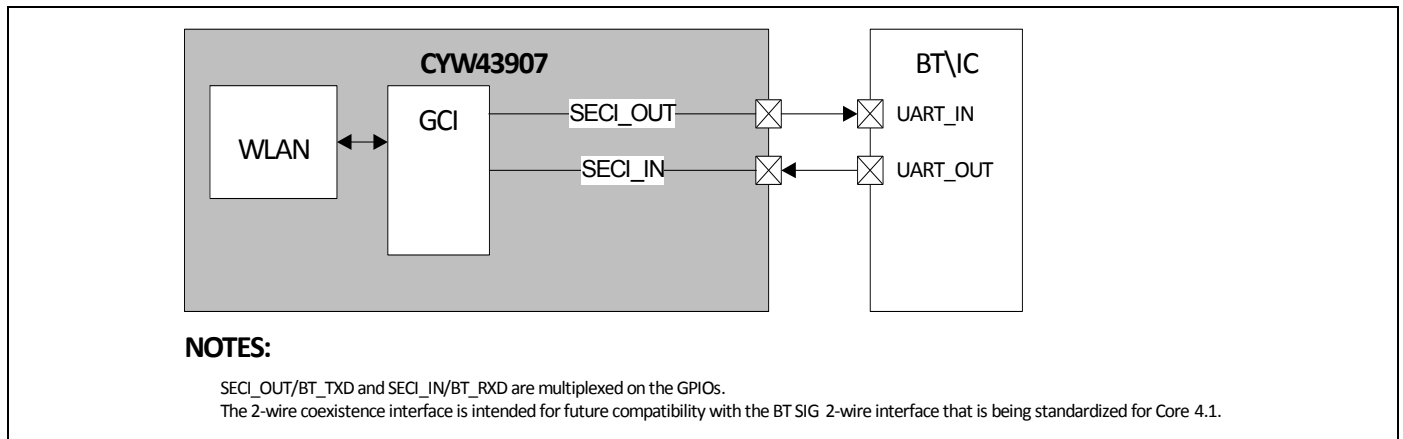 CYW43907
BT\IC
WLAN
GCI
SECI_OUT
UART_IN
SECI_IN
UART_OUT
NOTES:
SECI_OUT/BT_TXD and SECI_IN/BT_RXD are multiplexed on the GPIOs.
The 2-wire coexistence interface is intended for future compatibility with the BT SIG 2-wire interface that is being standardized for Core 4.1.